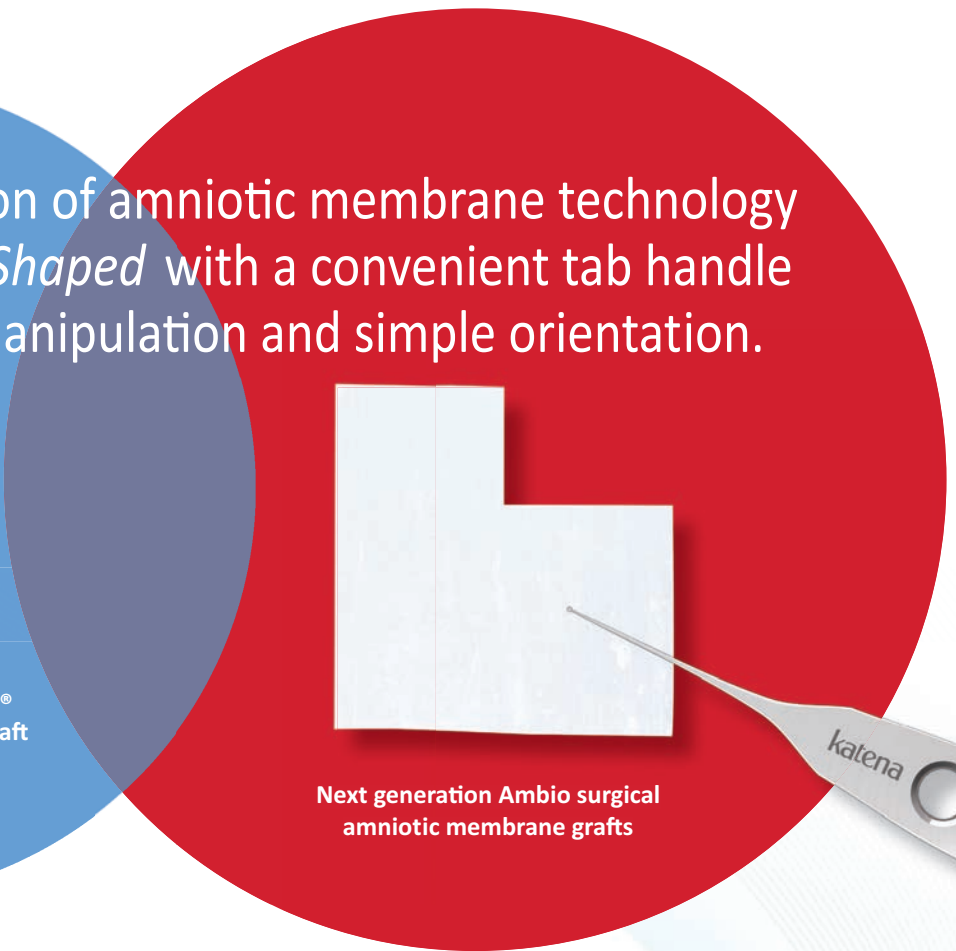 on of amniotic membrane technology
Shaped with a convenient tab handle
anipulation and simple orientation.
®
aft
katena
Next generation Ambio surgical
amniotic membrane grafts